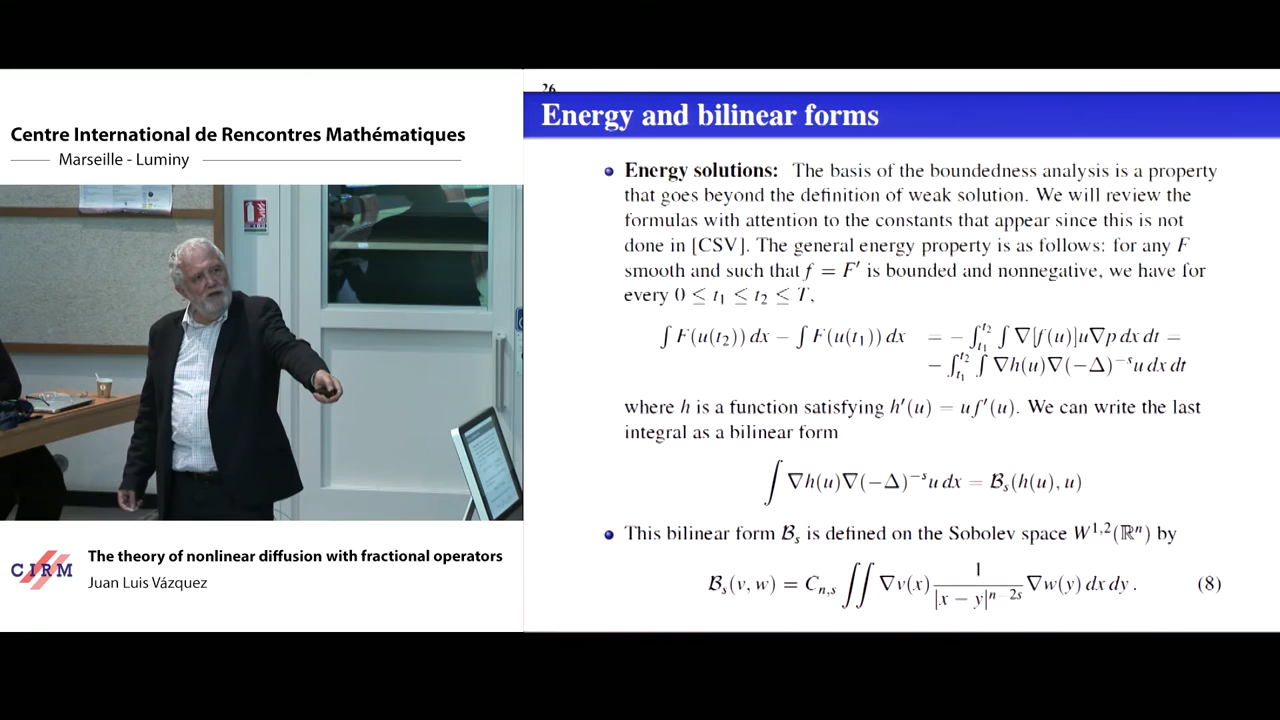 Centre International de Rencontres Mathématiques
Marseille - Luminy
CIRM
The theory of nonlinear diffusion with fractional operators
Juan Luis Vázquez
26
Energy and bilinear forms
Energy solutions: The basis of the boundedness analysis is a property
that goes beyond the definition of weak solution. We will review the
formulas with attention to the constants that appear since this is not
done in [CSV]. The general energy property is as follows: for any F
smooth and such that f = F′ is bounded and nonnegative, we have for
every 0 ≤ t₁ ≤ t₂ ≤ T,
∫ F(u(t₂)) dx − ∫ F(u(t₁)) dx = − ∫_{t₁}^{t₂} ∫ ∇[f(u)]u∇p dx dt =
− ∫_{t₁}^{t₂} ∫ ∇h(u)∇(−Δ)^{−s}u dx dt
where h is a function satisfying h′(u) = u f′(u). We can write the last
integral as a bilinear form
∫ ∇h(u)∇(−Δ)^{−s}u dx = 𝓑ₛ(h(u), u)
This bilinear form 𝓑ₛ is defined on the Sobolev space W^{1,2}(ℝⁿ) by
𝓑ₛ(v, w) = C_{n,s} ∬ ∇v(x) 1/|x − y|^{n−2s} ∇w(y) dx dy . (8)